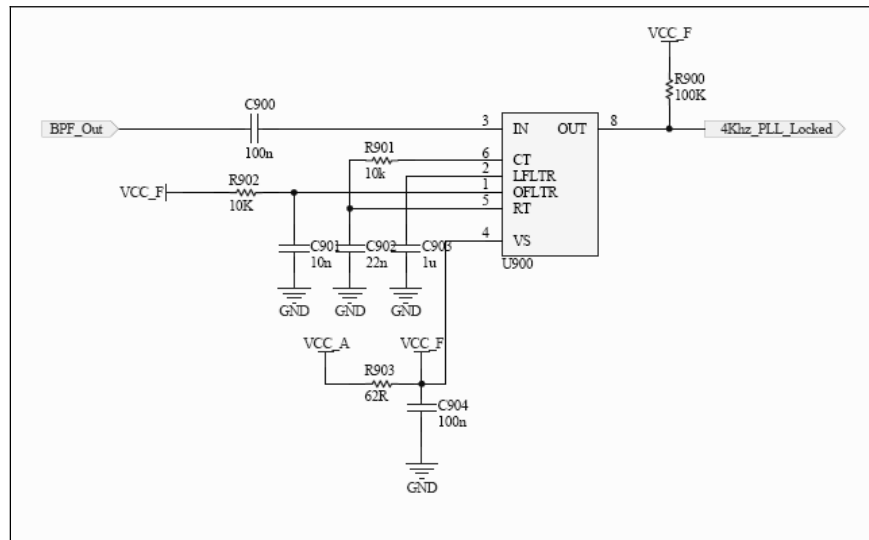 VCC_F
R900
100K
C900
BPF_Out
100n
3
IN
OUT
8
4Khz_PLL_Locked
R901
10k
6
CT
2
LFLTR
1
OFLTR
5
RT
4
VS
U900
VCC_F
R902
10K
C901
10n
C902
22n
C903
1u
GND
GND
GND
VCC_A
VCC_F
R903
62R
C904
100n
GND